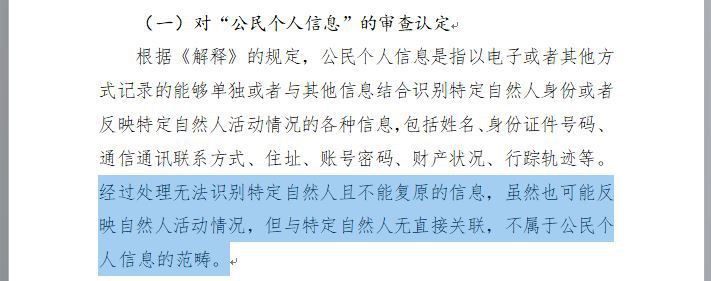 （一）对“公民个人信息”的审查认定
根据《解释》的规定，公民个人信息是指以电子或者其他方
式记录的能够单独或者与其他信息结合识别特定自然人身份或者
反映特定自然人活动情况的各种信息，包括姓名、身份证件号码、
通信通讯联系方式、住址、账号密码、财产状况、行踪轨迹等。
经过处理无法识别特定自然人且不能复原的信息，虽然也可能反
映自然人活动情况，但与特定自然人无直接关联，不属于公民个
人信息的范畴。